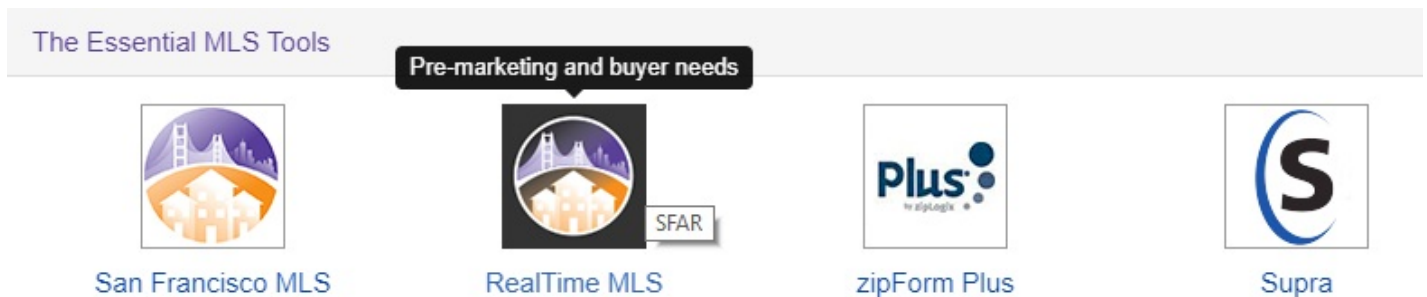 The Essential MLS Tools
Pre-marketing and buyer needs
Plus
by zipLogix
S
SFAR
San Francisco MLS
RealTime MLS
zipForm Plus
Supra